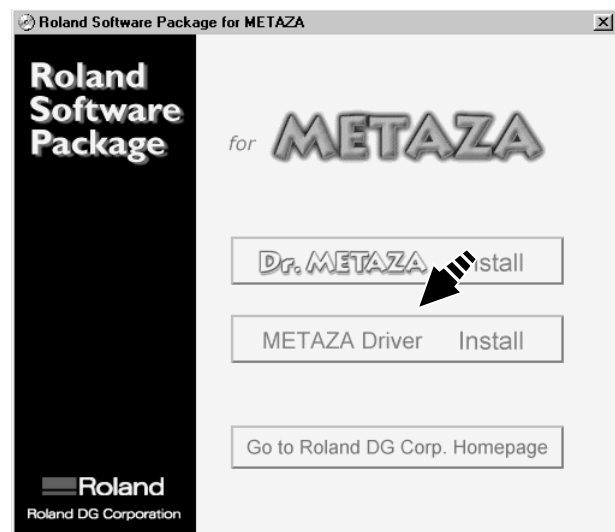 Roland Software Package for METAZA
Roland
Software
Package
for METAZA
Dr. METAZA nstall
METAZA Driver Install
Go to Roland DG Corp. Homepage
Roland
Roland DG Corporation